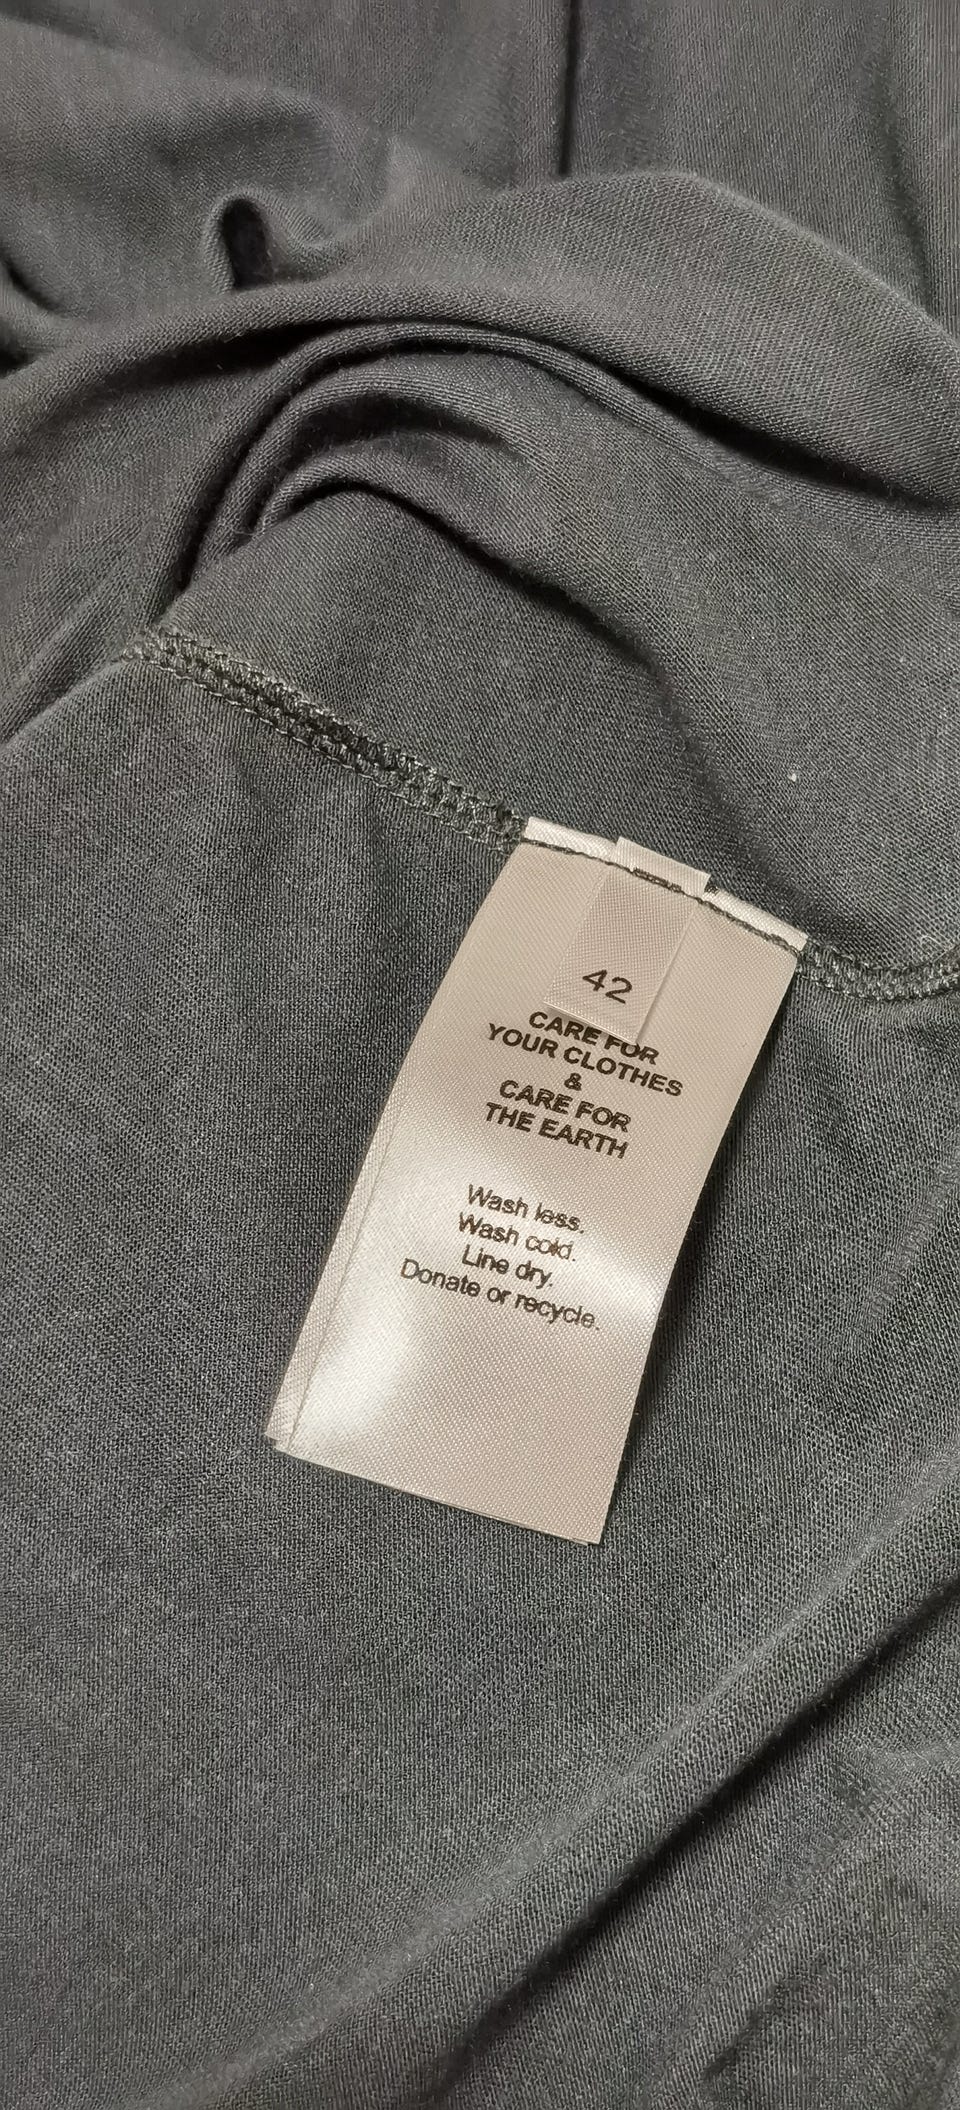 42
CARE FOR
YOUR CLOTHES
&
CARE FOR
THE EARTH
Wash less.
Wash cold.
Line dry.
Donate or recycle.